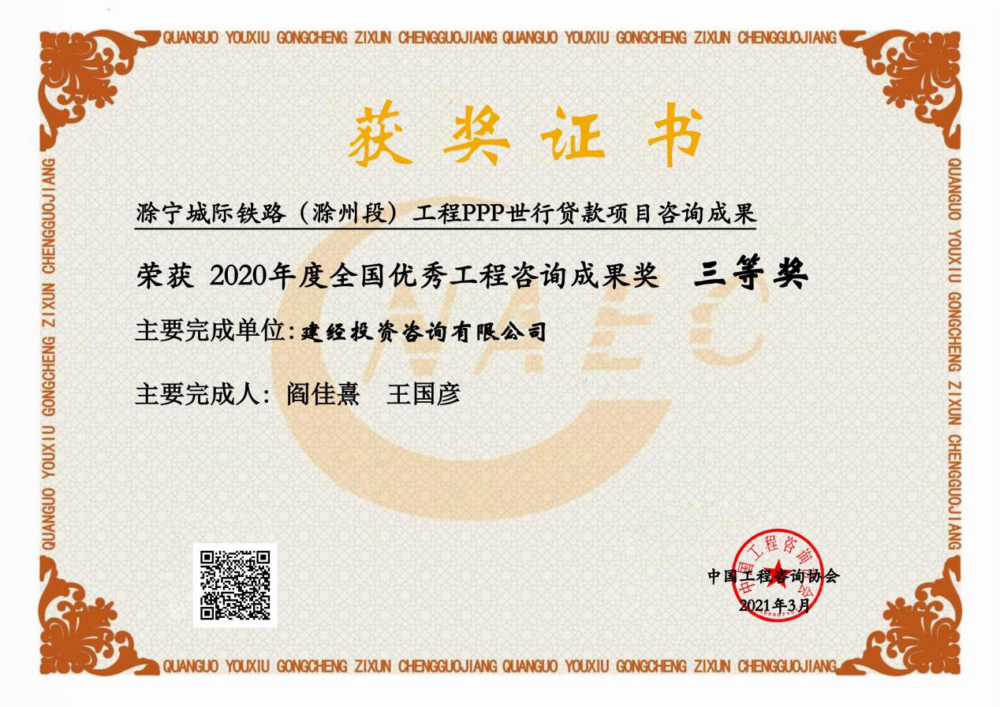 QUANGUO YOUXIU GONGCHENG ZIXUN CHENGGUOJIANG QUANGUO YOUXIU GONGCHENG ZIXUN CHENGGUOJIANG
QUANGUO YOUXIU GONGCHENG ZIXUN CHENGGUOJIANG
QUANGUO YOUXIU GONGCHENG ZIXUN CHENGGUOJIANG
获奖证书
滁宁城际铁路（滁州段）工程PPP世行贷款项目咨询成果
荣获 2020年度全国优秀工程咨询成果奖 三等奖
CNAEC
主要完成单位:建经投资咨询有限公司
主要完成人：阎佳熹 王国彦
中国工程咨询协会
中国工程咨询协会
2021年3月
QUANGUO YOUXIU GONGCHENG ZIXUN CHENGGUOJIANG QUANGUO YOUXIU GONGCHENG ZIXUN CHENGGUOJIANG